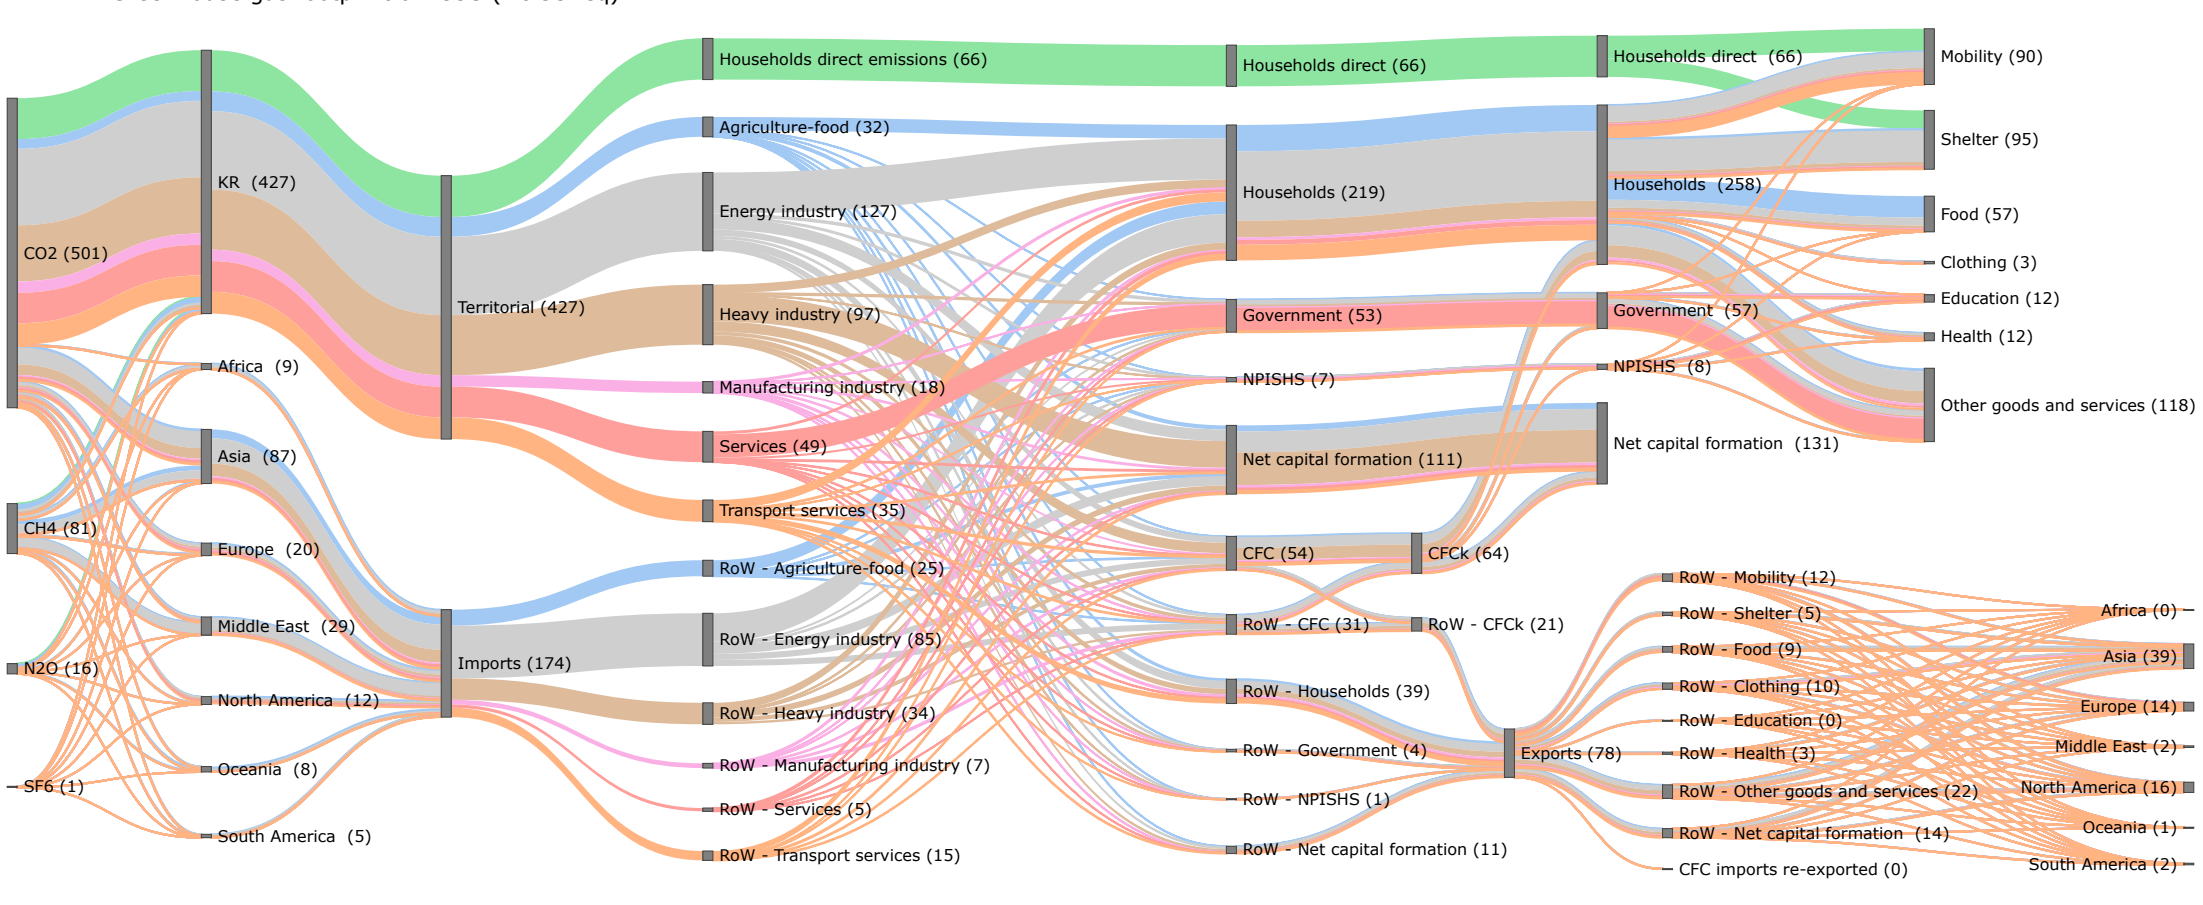 CO2 (501)
CH4 (81)
N2O (16)
SF6 (1)
KR (427)
Africa (9)
Asia (87)
Europe (20)
Middle East (29)
North America (12)
Oceania (8)
South America (5)
Territorial (427)
Imports (174)
Households direct emissions (66)
Agriculture-food (32)
Energy industry (127)
Heavy industry (97)
Manufacturing industry (18)
Services (49)
Transport services (35)
RoW - Agriculture-food (25)
RoW - Energy industry (85)
RoW - Heavy industry (34)
RoW - Manufacturing industry (7)
RoW - Services (5)
RoW - Transport services (15)
Households direct (66)
Households (219)
Government (53)
NPISHS (7)
Net capital formation (111)
CFC (54)
RoW - CFC (31)
RoW - Households (39)
RoW - Government (4)
RoW - NPISHS (1)
RoW - Net capital formation (11)
CFCk (64)
RoW - CFCk (21)
Exports (78)
Households direct (66)
Households (258)
Government (57)
NPISHS (8)
Net capital formation (131)
RoW - Mobility (12)
RoW - Shelter (5)
RoW - Food (9)
RoW - Clothing (10)
RoW - Education (0)
RoW - Health (3)
RoW - Other goods and services (22)
RoW - Net capital formation (14)
CFC imports re-exported (0)
Mobility (90)
Shelter (95)
Food (57)
Clothing (3)
Education (12)
Health (12)
Other goods and services (118)
Africa (0)
Asia (39)
Europe (14)
Middle East (2)
North America (16)
Oceania (1)
South America (2)